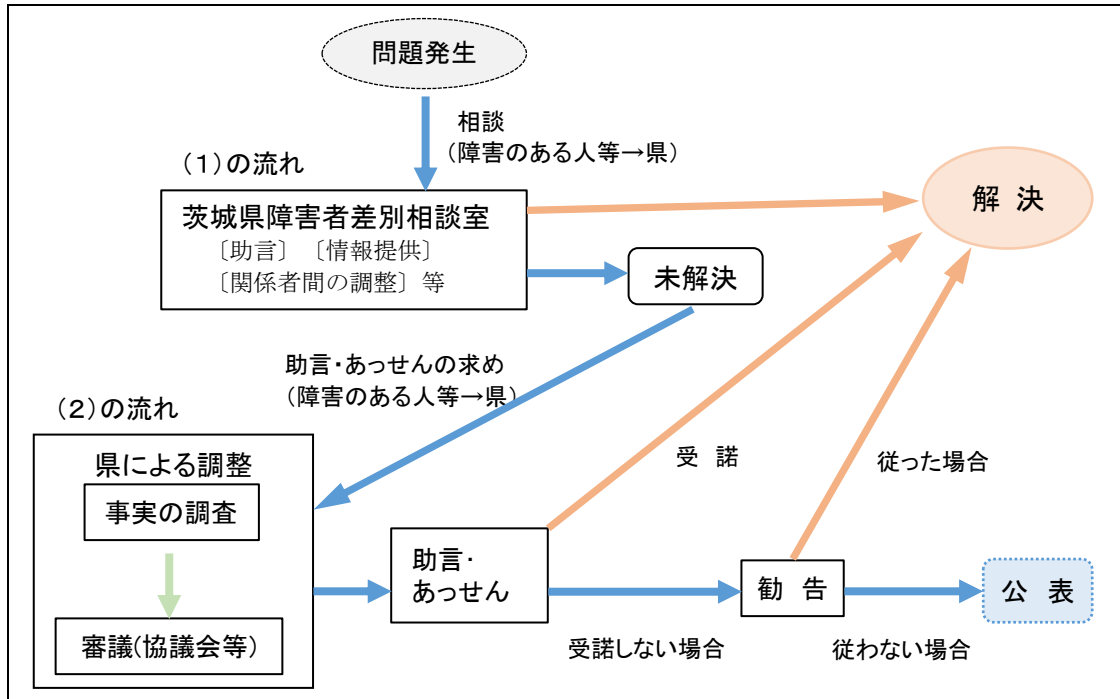 問題発生
相談
(障害のある人等→県)
(1)の流れ
茨城県障害者差別相談室
〔助言〕〔情報提供〕
〔関係者間の調整〕等
解 決
未解決
助言・あっせんの求め
(障害のある人等→県)
(2)の流れ
県による調整
事実の調査
審議(協議会等)
助言・
あっせん
受 諾
従った場合
勧 告
公 表
受諾しない場合
従わない場合